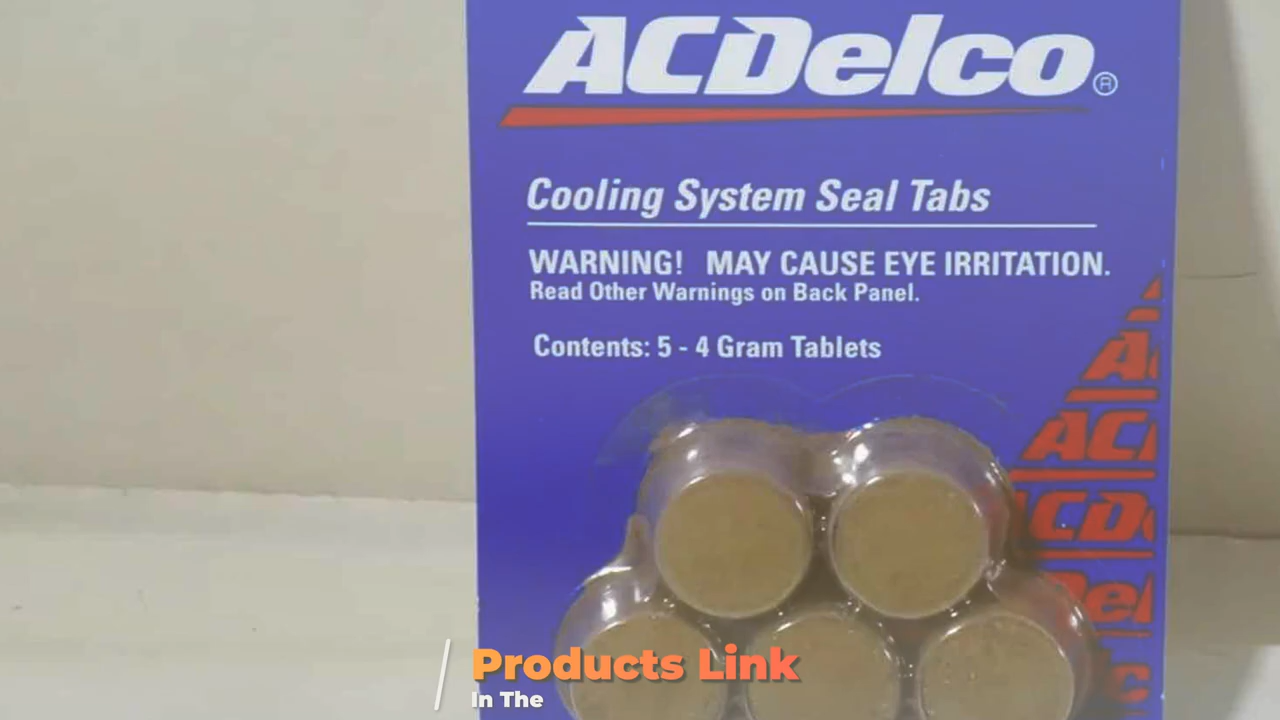 ACDelco®
Cooling System Seal Tabs
WARNING! MAY CAUSE EYE IRRITATION.
Read Other Warnings on Back Panel.
Contents: 5 - 4 Gram Tablets
Products Link
In The